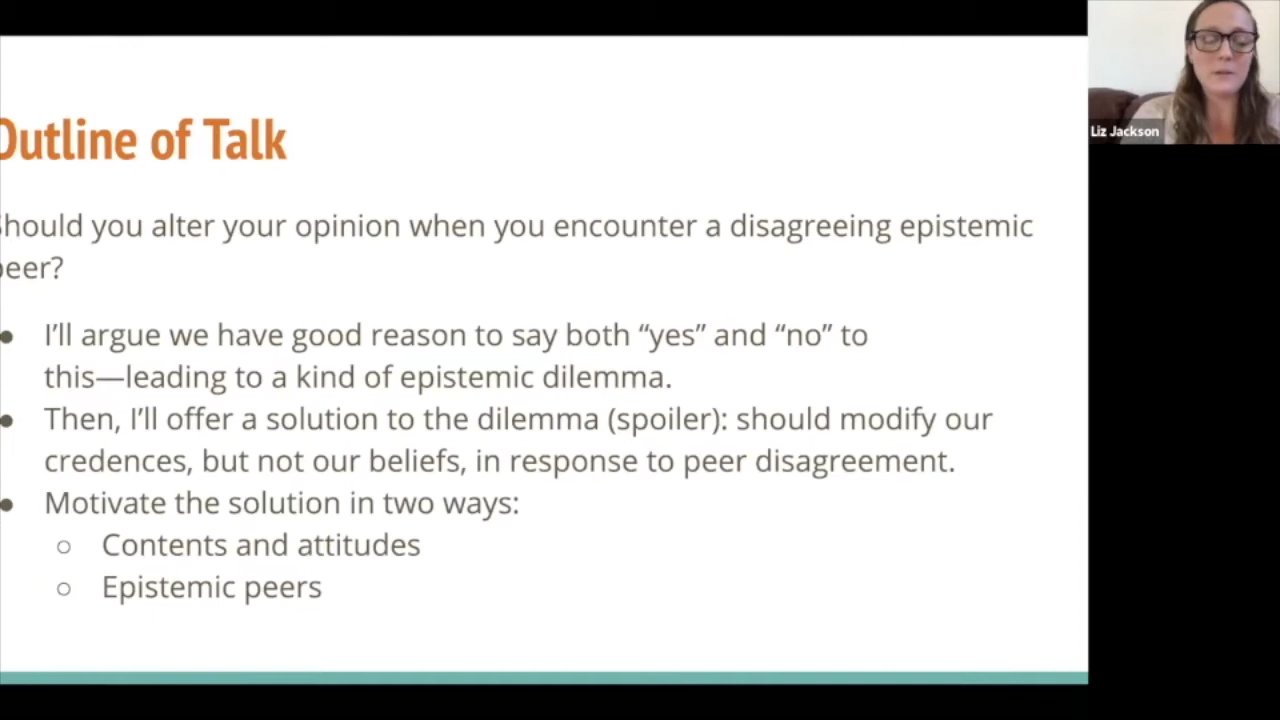 Outline of Talk
Should you alter your opinion when you encounter a disagreeing epistemic
peer?
● I’ll argue we have good reason to say both “yes” and “no” to
this—leading to a kind of epistemic dilemma.
● Then, I’ll offer a solution to the dilemma (spoiler): should modify our
credences, but not our beliefs, in response to peer disagreement.
● Motivate the solution in two ways:
○ Contents and attitudes
○ Epistemic peers
Liz Jackson